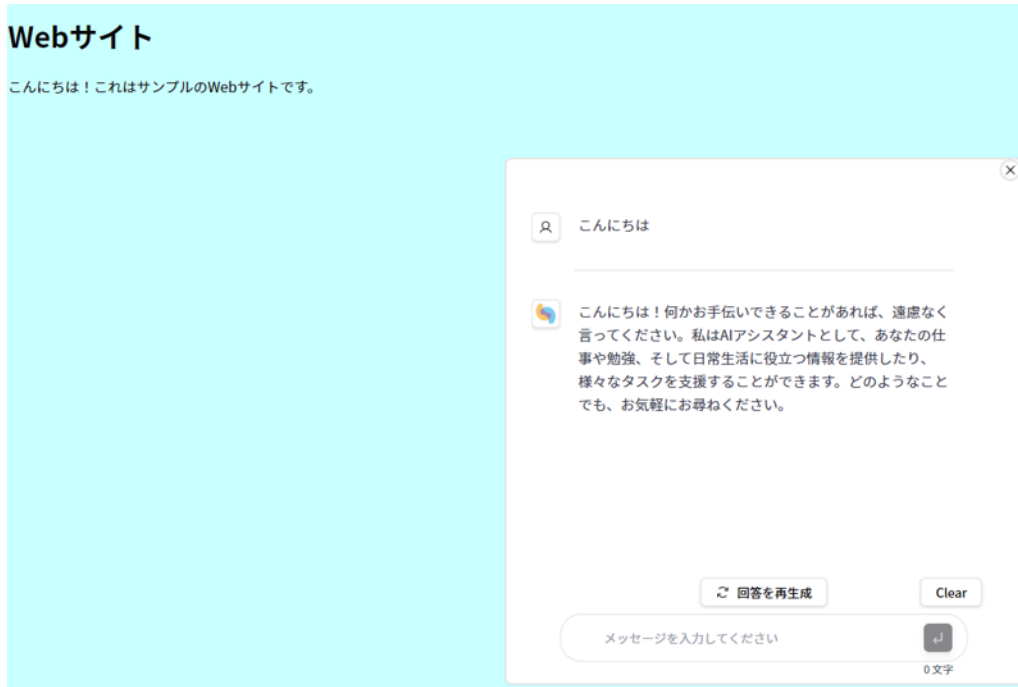 Webサイト
こんにちは！これはサンプルのWebサイトです。
こんにちは
こんにちは！何かお手伝いできることがあれば、遠慮なく
言ってください。私はAIアシスタントとして、あなたの仕
事や勉強、そして日常生活に役立つ情報を提供したり、
様々なタスクを支援することができます。どのようなこと
でも、お気軽にお尋ねください。
回答を再生成
Clear
メッセージを入力してください
0 文字